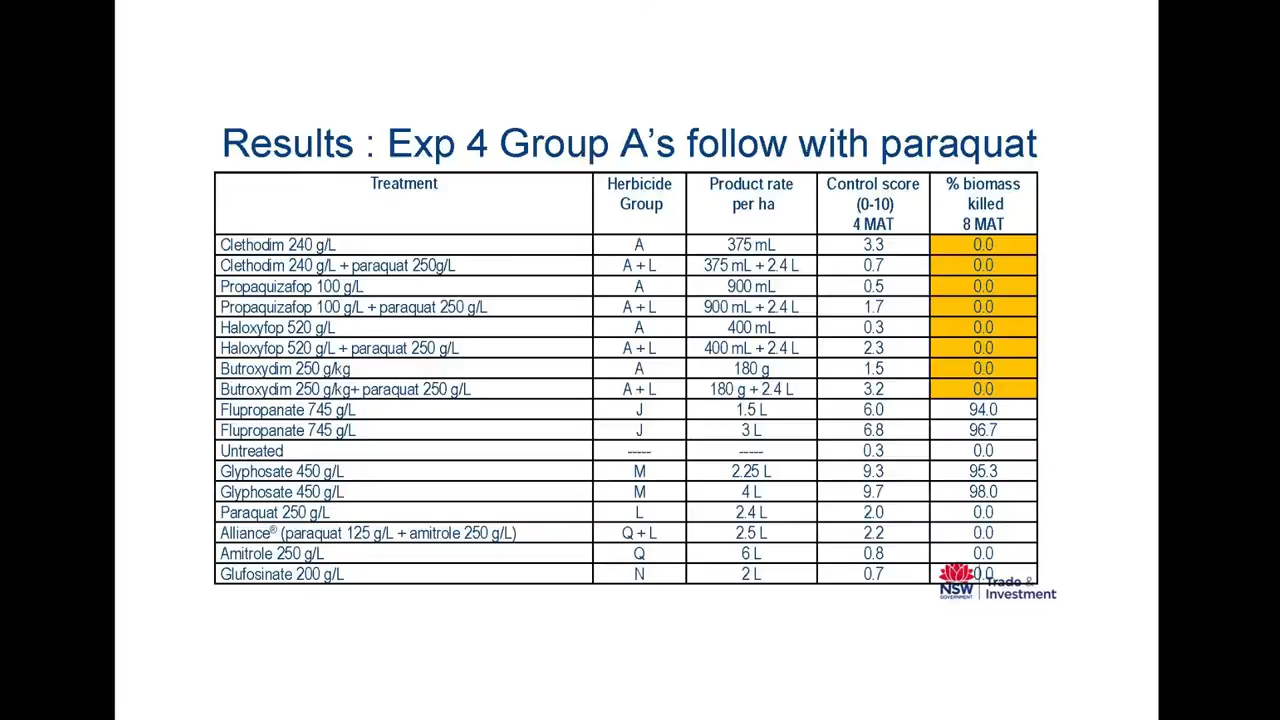 Results : Exp 4 Group A's follow with paraquat
Treatment Herbicide Group Product rate per ha Control score (0-10) 4 MAT % biomass killed 8 MAT
Clethodim 240 g/L A 375 mL 3.3 0.0
Clethodim 240 g/L + paraquat 250g/L A + L 375 mL + 2.4 L 0.7 0.0
Propaquizafop 100 g/L A 900 mL 0.5 0.0
Propaquizafop 100 g/L + paraquat 250 g/L A + L 900 mL + 2.4 L 1.7 0.0
Haloxyfop 520 g/L A 400 mL 0.3 0.0
Haloxyfop 520 g/L + paraquat 250 g/L A + L 400 mL + 2.4 L 2.3 0.0
Butroxydim 250 g/kg A 180 g 1.5 0.0
Butroxydim 250 g/kg+ paraquat 250 g/L A + L 180 g + 2.4 L 3.2 0.0
Flupropanate 745 g/L J 1.5 L 6.0 94.0
Flupropanate 745 g/L J 3 L 6.8 96.7
Untreated ----- ----- 0.3 0.0
Glyphosate 450 g/L M 2.25 L 9.3 95.3
Glyphosate 450 g/L M 4 L 9.7 98.0
Paraquat 250 g/L L 2.4 L 2.0 0.0
Alliance® (paraquat 125 g/L + amitrole 250 g/L) Q + L 2.5 L 2.2 0.0
Amitrole 250 g/L Q 6 L 0.8 0.0
Glufosinate 200 g/L N 2 L 0.7 0.0
NSW GOVERNMENT
Trade &
Investment